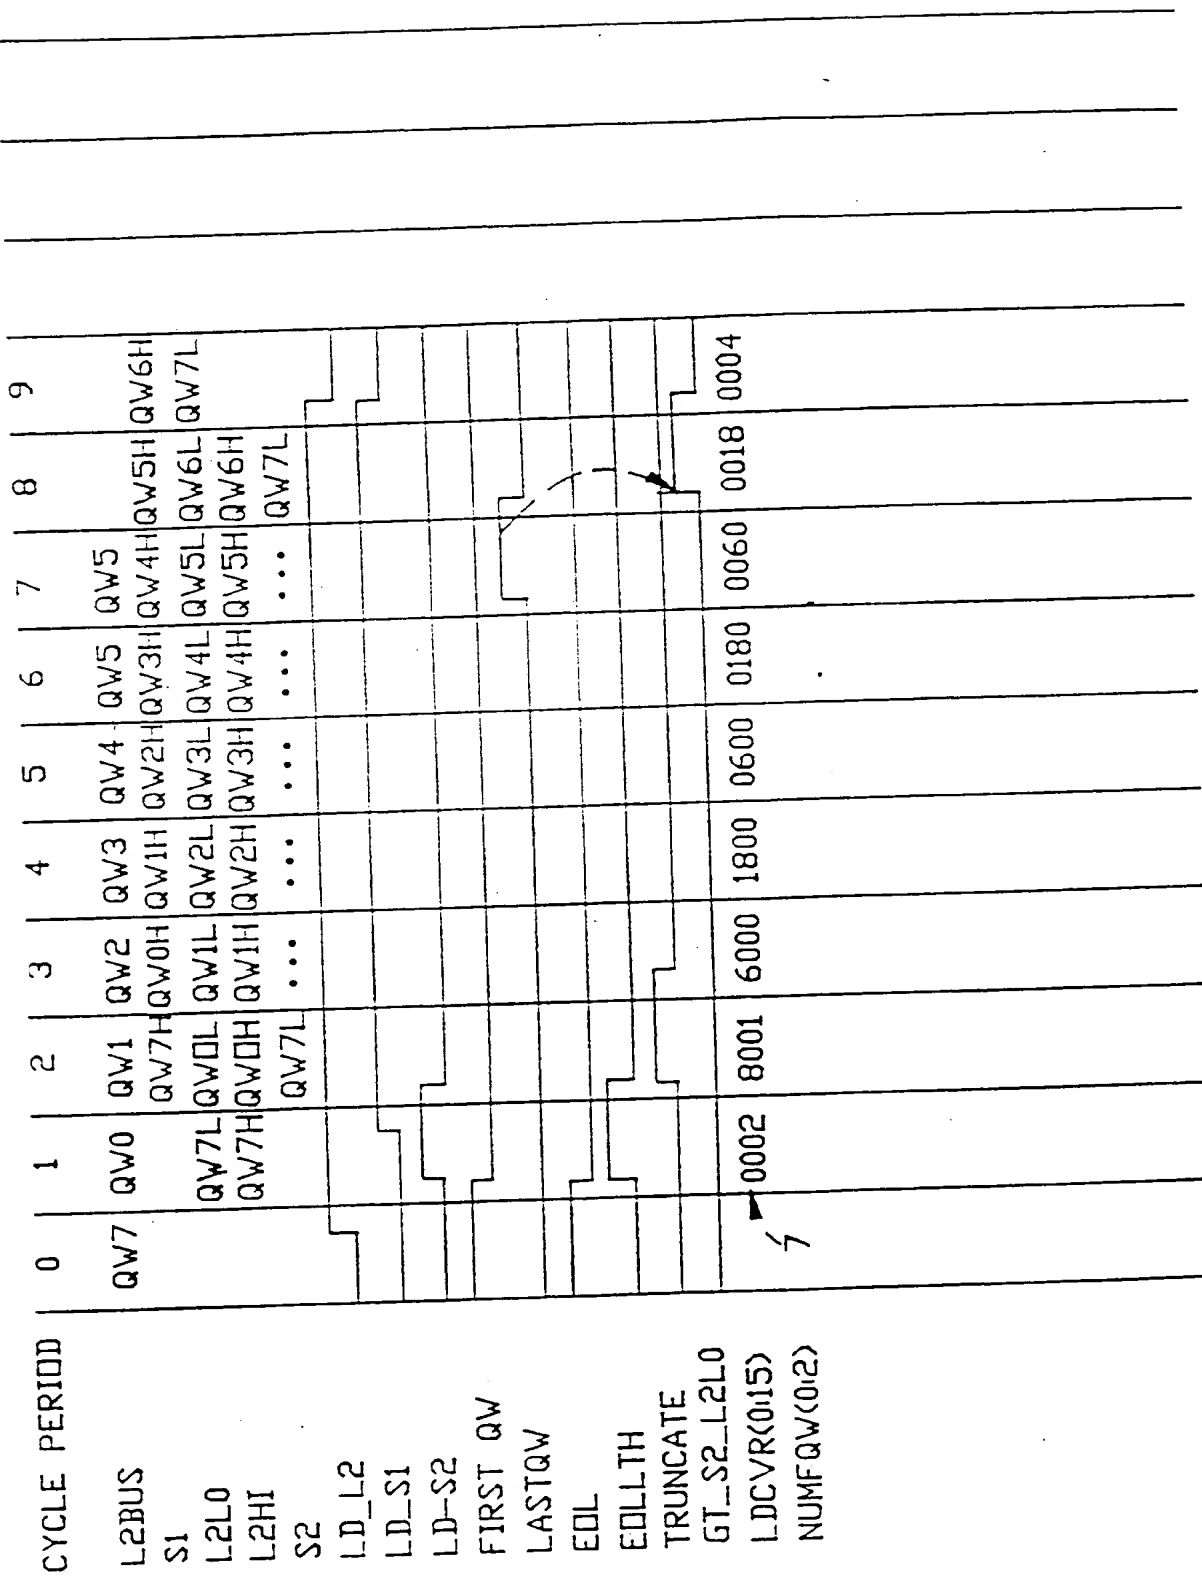 CYCLE PERIOD 0 1 2 3 4 5 6 7 8 9
L2BUS QW7 QW0 QW1 QW2 QW3 QW4 QW5 QW5
S1 QW7H QW0H QW1H QW2H QW3H QW4H QW5H QW6H
L2LO QW7L QW0L QW1L QW2L QW3L QW4L QW5L QW6L QW7L
L2HI QW7H QW0H QW1H QW2H QW3H QW4H QW5H QW6H
S2 QW7L ... ... ... ... ... QW7L
LD_L2
LD_S1
LD-S2
FIRST QW
LASTQW
EOL
EOLLTH
TRUNCATE
GT_S2_L2LO
LDCVR(0:15) 0002 8001 6000 1800 0600 0180 0060 0018 0004
NUMFQW(0:2)